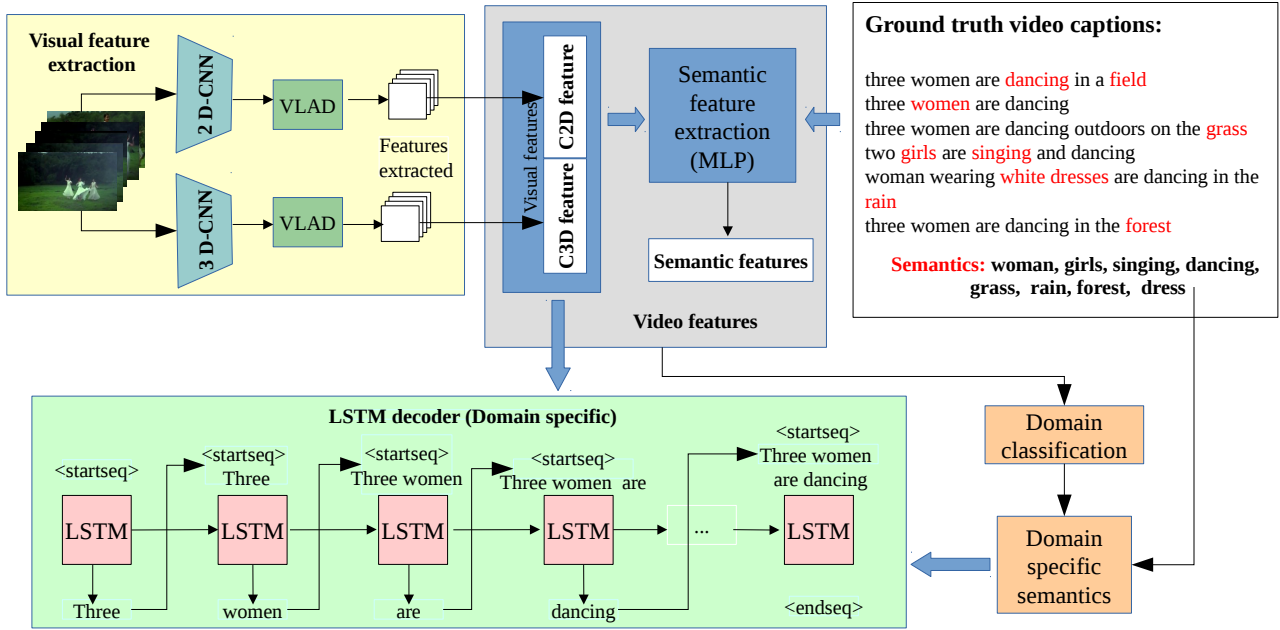 Visual feature
extraction
2 D-CNN
VLAD
3 D-CNN
VLAD
Features
extracted
Visual features
C2D feature
C3D feature
Semantic
feature
extraction
(MLP)
Semantic features
Video features
Ground truth video captions:
three women are dancing in a field
three women are dancing
three women are dancing outdoors on the grass
two girls are singing and dancing
woman wearing white dresses are dancing in the
rain
three women are dancing in the forest
Semantics: woman, girls, singing, dancing,
grass, rain, forest, dress
Domain
classification
Domain
specific
semantics
LSTM decoder (Domain specific)
<startseq>
LSTM
Three
<startseq>
Three
LSTM
women
<startseq>
Three women
LSTM
are
<startseq>
Three women are
LSTM
dancing
...
<startseq>
Three women
are dancing
LSTM
<endseq>